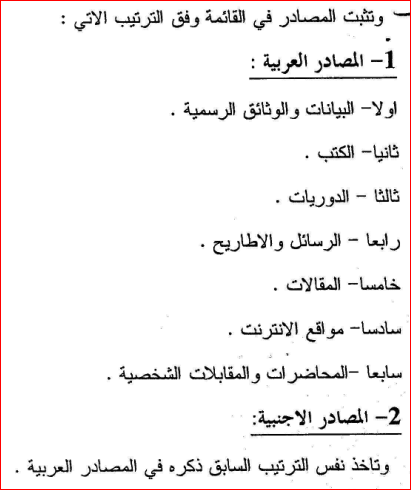 وتثبت المصادر في القائمة وفق الترتيب الاتي :
1- المصادر العربية :
اولا- البيانات والوثائق الرسمية .
ثانيا- الكتب .
ثالثا - الدوريات .
رابعا - الرسائل والاطاريح .
خامسا- المقالات .
سادسا- مواقع الانترنت .
سابعا -المحاضرات والمقابلات الشخصية .
2- المصادر الاجنبية:
وتاخذ نفس الترتيب السابق ذكره في المصادر العربية .